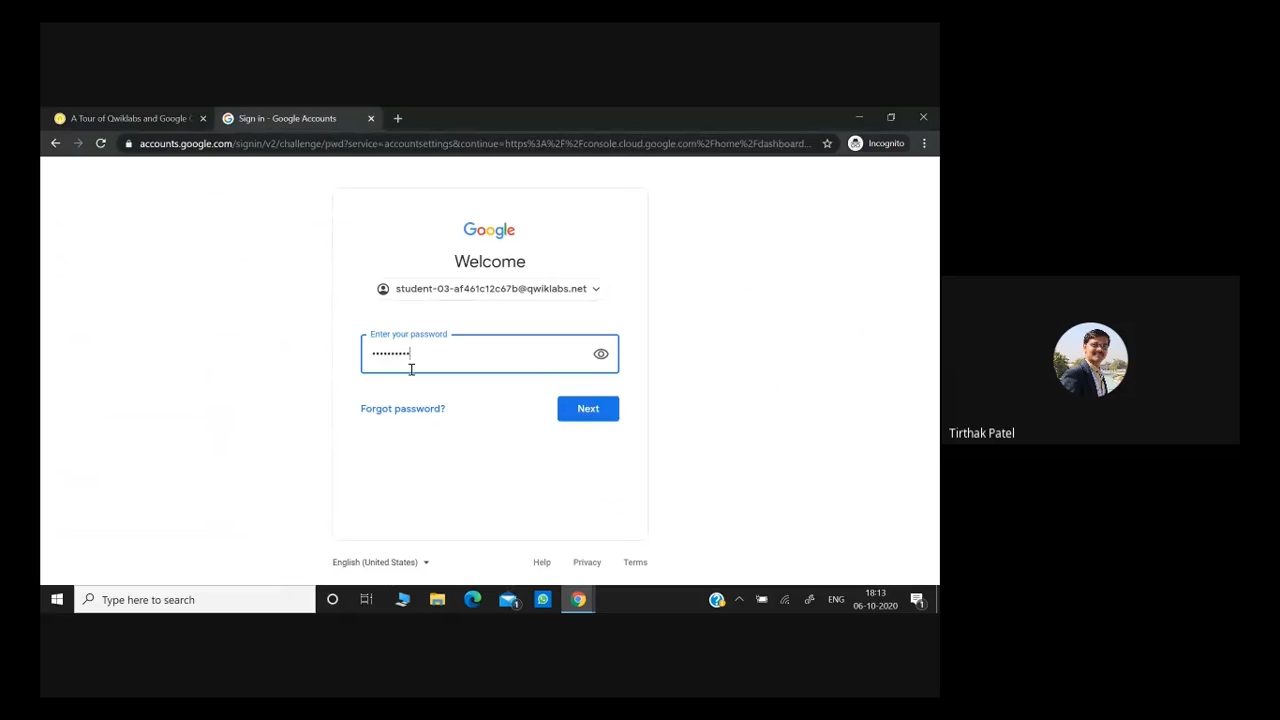 A Tour of Qwiklabs and Google
Sign in - Google Accounts
accounts.google.com/signin/v2/challenge/pwd?service=accountsettings&continue=https%3A%2F%2Fconsole.cloud.google.com%2Fhome%2Fdashboard...
Incognito
Google
Welcome
student-03-af461c12c67b@qwiklabs.net
Enter your password
••••••••••
Forgot password?
Next
Tirthak Patel
English (United States)
Help
Privacy
Terms
Type here to search
1
ENG
18:13
06-10-2020
1